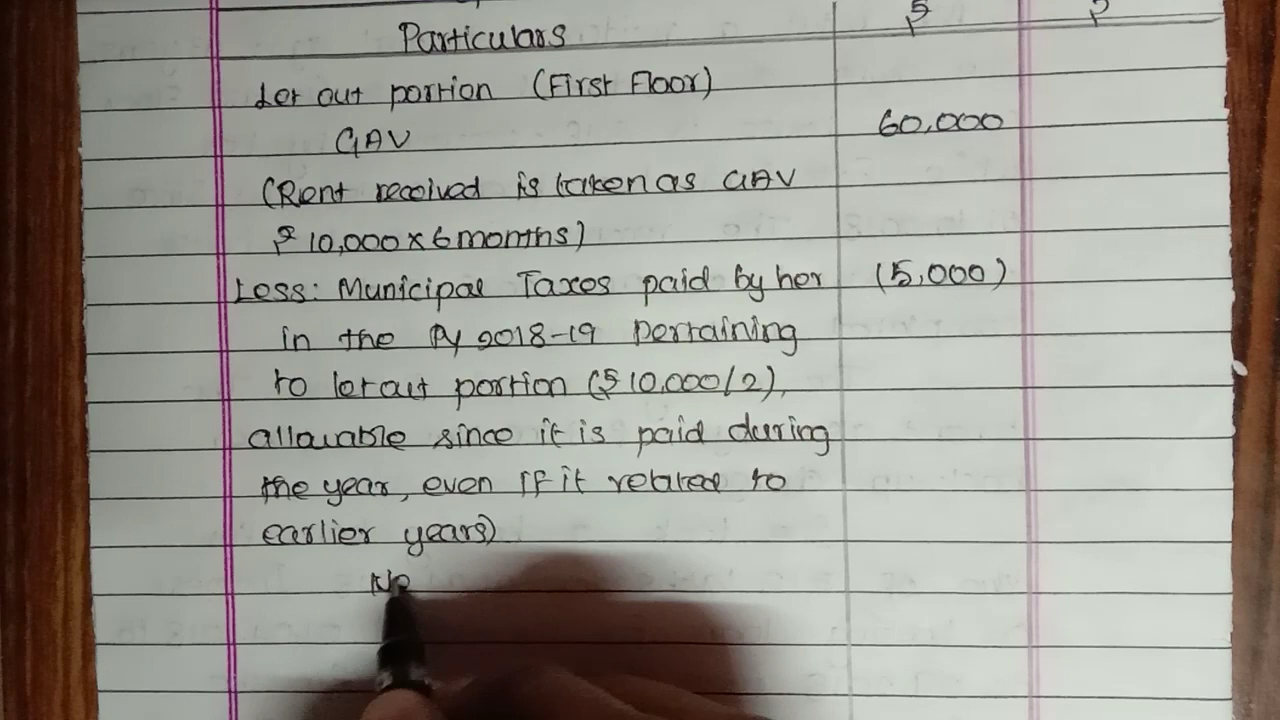 Particulars ₹ ₹
Let out portion (First Floor)
GAV 60,000
(Rent received is taken as GAV
₹ 10,000 x 6 months)
Less: Municipal Taxes paid by her (5,000)
in the PY 2018-19 pertaining
to let out portion (₹ 10,000/2),
allowable since it is paid during
the year, even if it related to
earlier years)
Ne